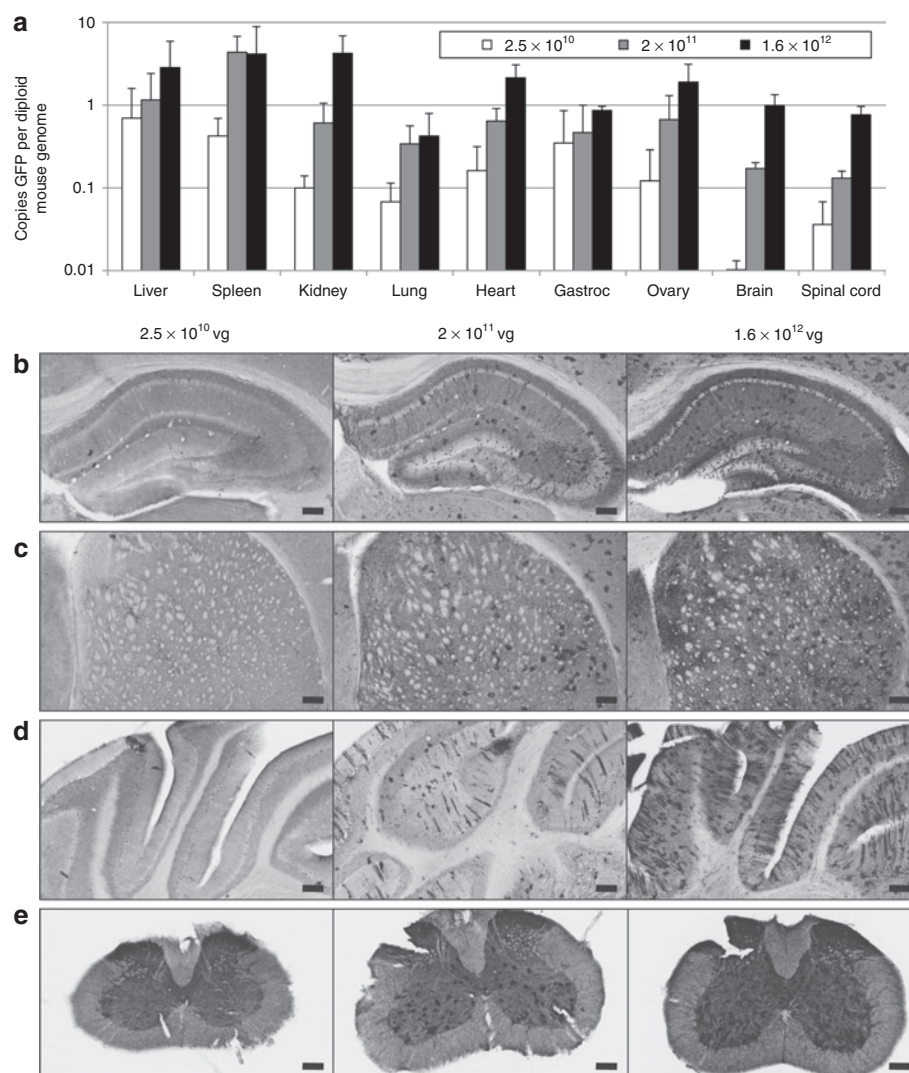 a
10
1
0.1
0.01
Copies GFP per diploid
mouse genome
2.5 × 10¹⁰ 2 × 10¹¹ 1.6 × 10¹²
Liver Spleen Kidney Lung Heart Gastroc Ovary Brain Spinal cord
2.5 × 10¹⁰ vg 2 × 10¹¹ vg 1.6 × 10¹² vg
b
c
d
e